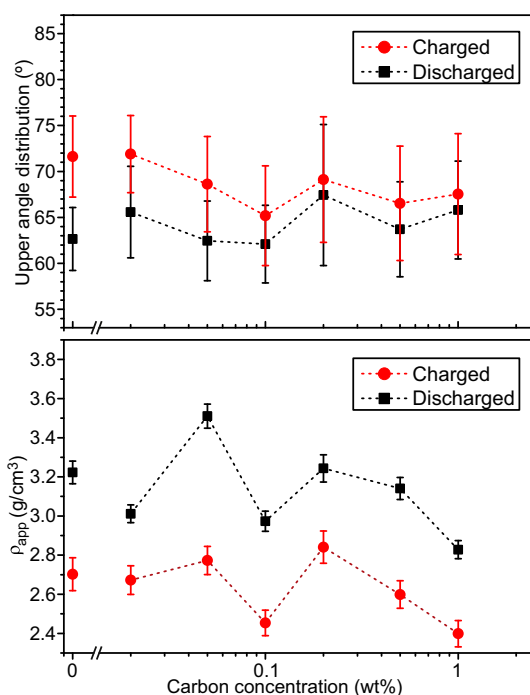 Upper angle distribution (º)
85
80
75
70
65
60
55
Charged
Discharged
ρapp (g/cm³)
3.8
3.6
3.4
3.2
3.0
2.8
2.6
2.4
Charged
Discharged
0
0.1
1
Carbon concentration (wt%)